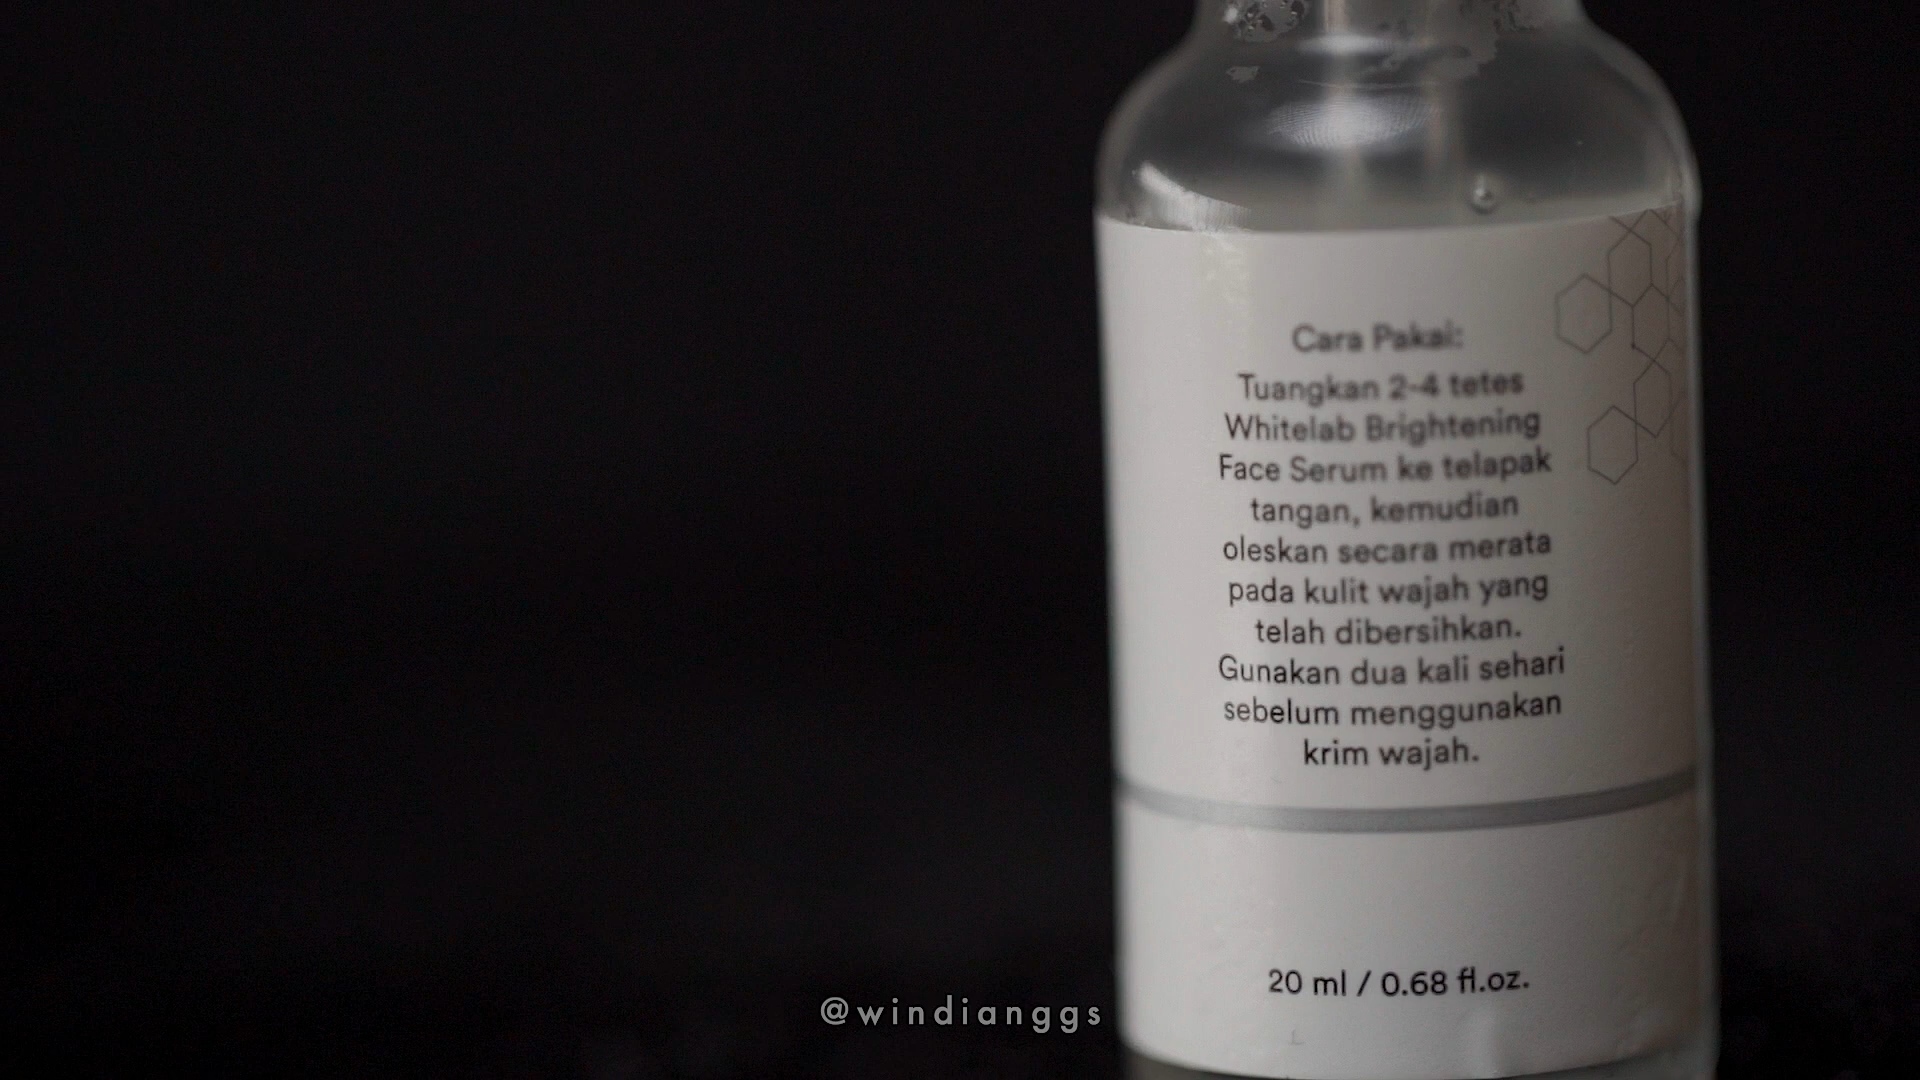 Cara Pakai:
Tuangkan 2-4 tetes
Whitelab Brightening
Face Serum ke telapak
tangan, kemudian
oleskan secara merata
pada kulit wajah yang
telah dibersihkan.
Gunakan dua kali sehari
sebelum menggunakan
krim wajah.
20 ml / 0.68 fl.oz.
@windianggs